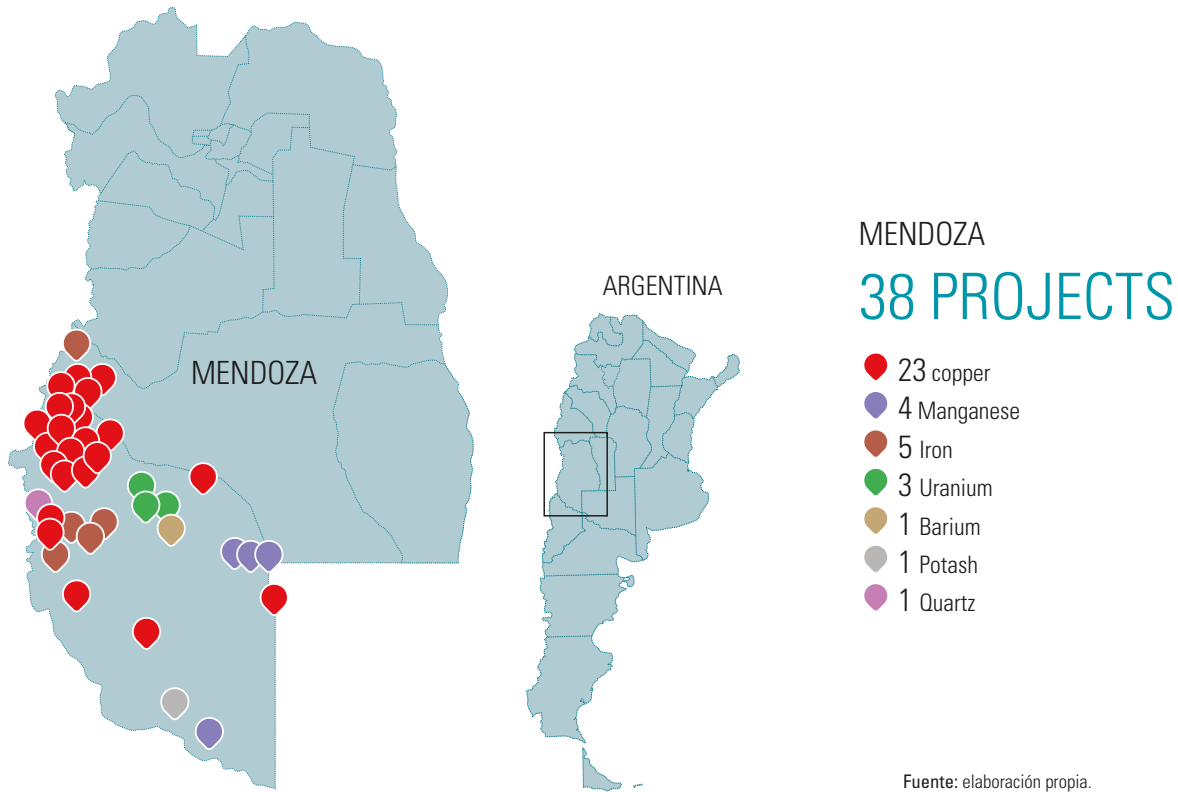 MENDOZA
ARGENTINA
MENDOZA
38 PROJECTS
23 copper
4 Manganese
5 Iron
3 Uranium
1 Barium
1 Potash
1 Quartz
Fuente: elaboración propia.